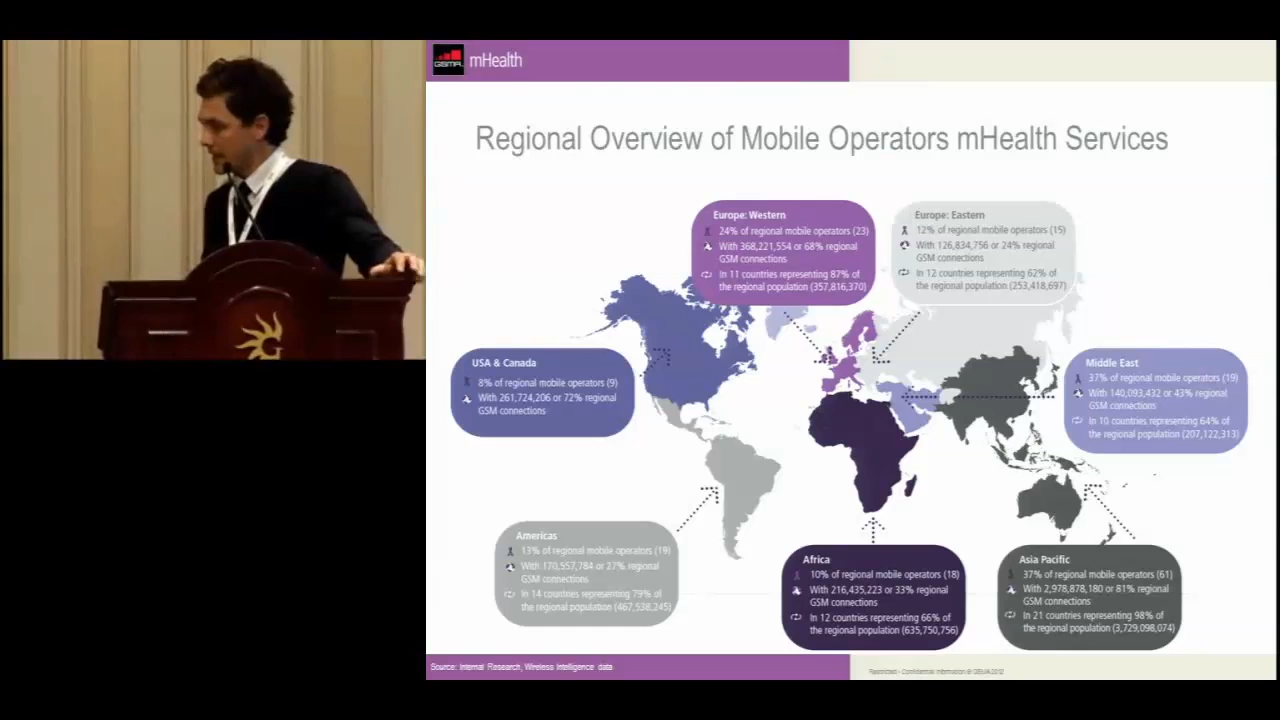 GSMA
mHealth
Regional Overview of Mobile Operators mHealth Services
Europe: Western
24% of regional mobile operators (23)
With 368,221,554 or 68% regional
GSM connections
In 11 countries representing 87% of
the regional population (357,816,370)
Europe: Eastern
12% of regional mobile operators (15)
With 126,834,756 or 24% regional
GSM connections
In 12 countries representing 62% of
the regional population (253,418,697)
USA & Canada
8% of regional mobile operators (9)
With 261,724,206 or 72% regional
GSM connections
Middle East
37% of regional mobile operators (19)
With 140,093,432 or 43% regional
GSM connections
In 10 countries representing 64% of
the regional population (207,122,313)
Americas
13% of regional mobile operators (19)
With 170,557,784 or 27% regional
GSM connections
In 14 countries representing 79% of
the regional population (467,538,245)
Africa
10% of regional mobile operators (18)
With 216,435,223 or 33% regional
GSM connections
In 12 countries representing 66% of
the regional population (635,750,756)
Asia Pacific
37% of regional mobile operators (61)
With 2,978,878,180 or 81% regional
GSM connections
In 21 countries representing 98% of
the regional population (3,729,098,074)
Source: Internal Research, Wireless Intelligence data
Restricted - Confidential Information © GSMA 2012